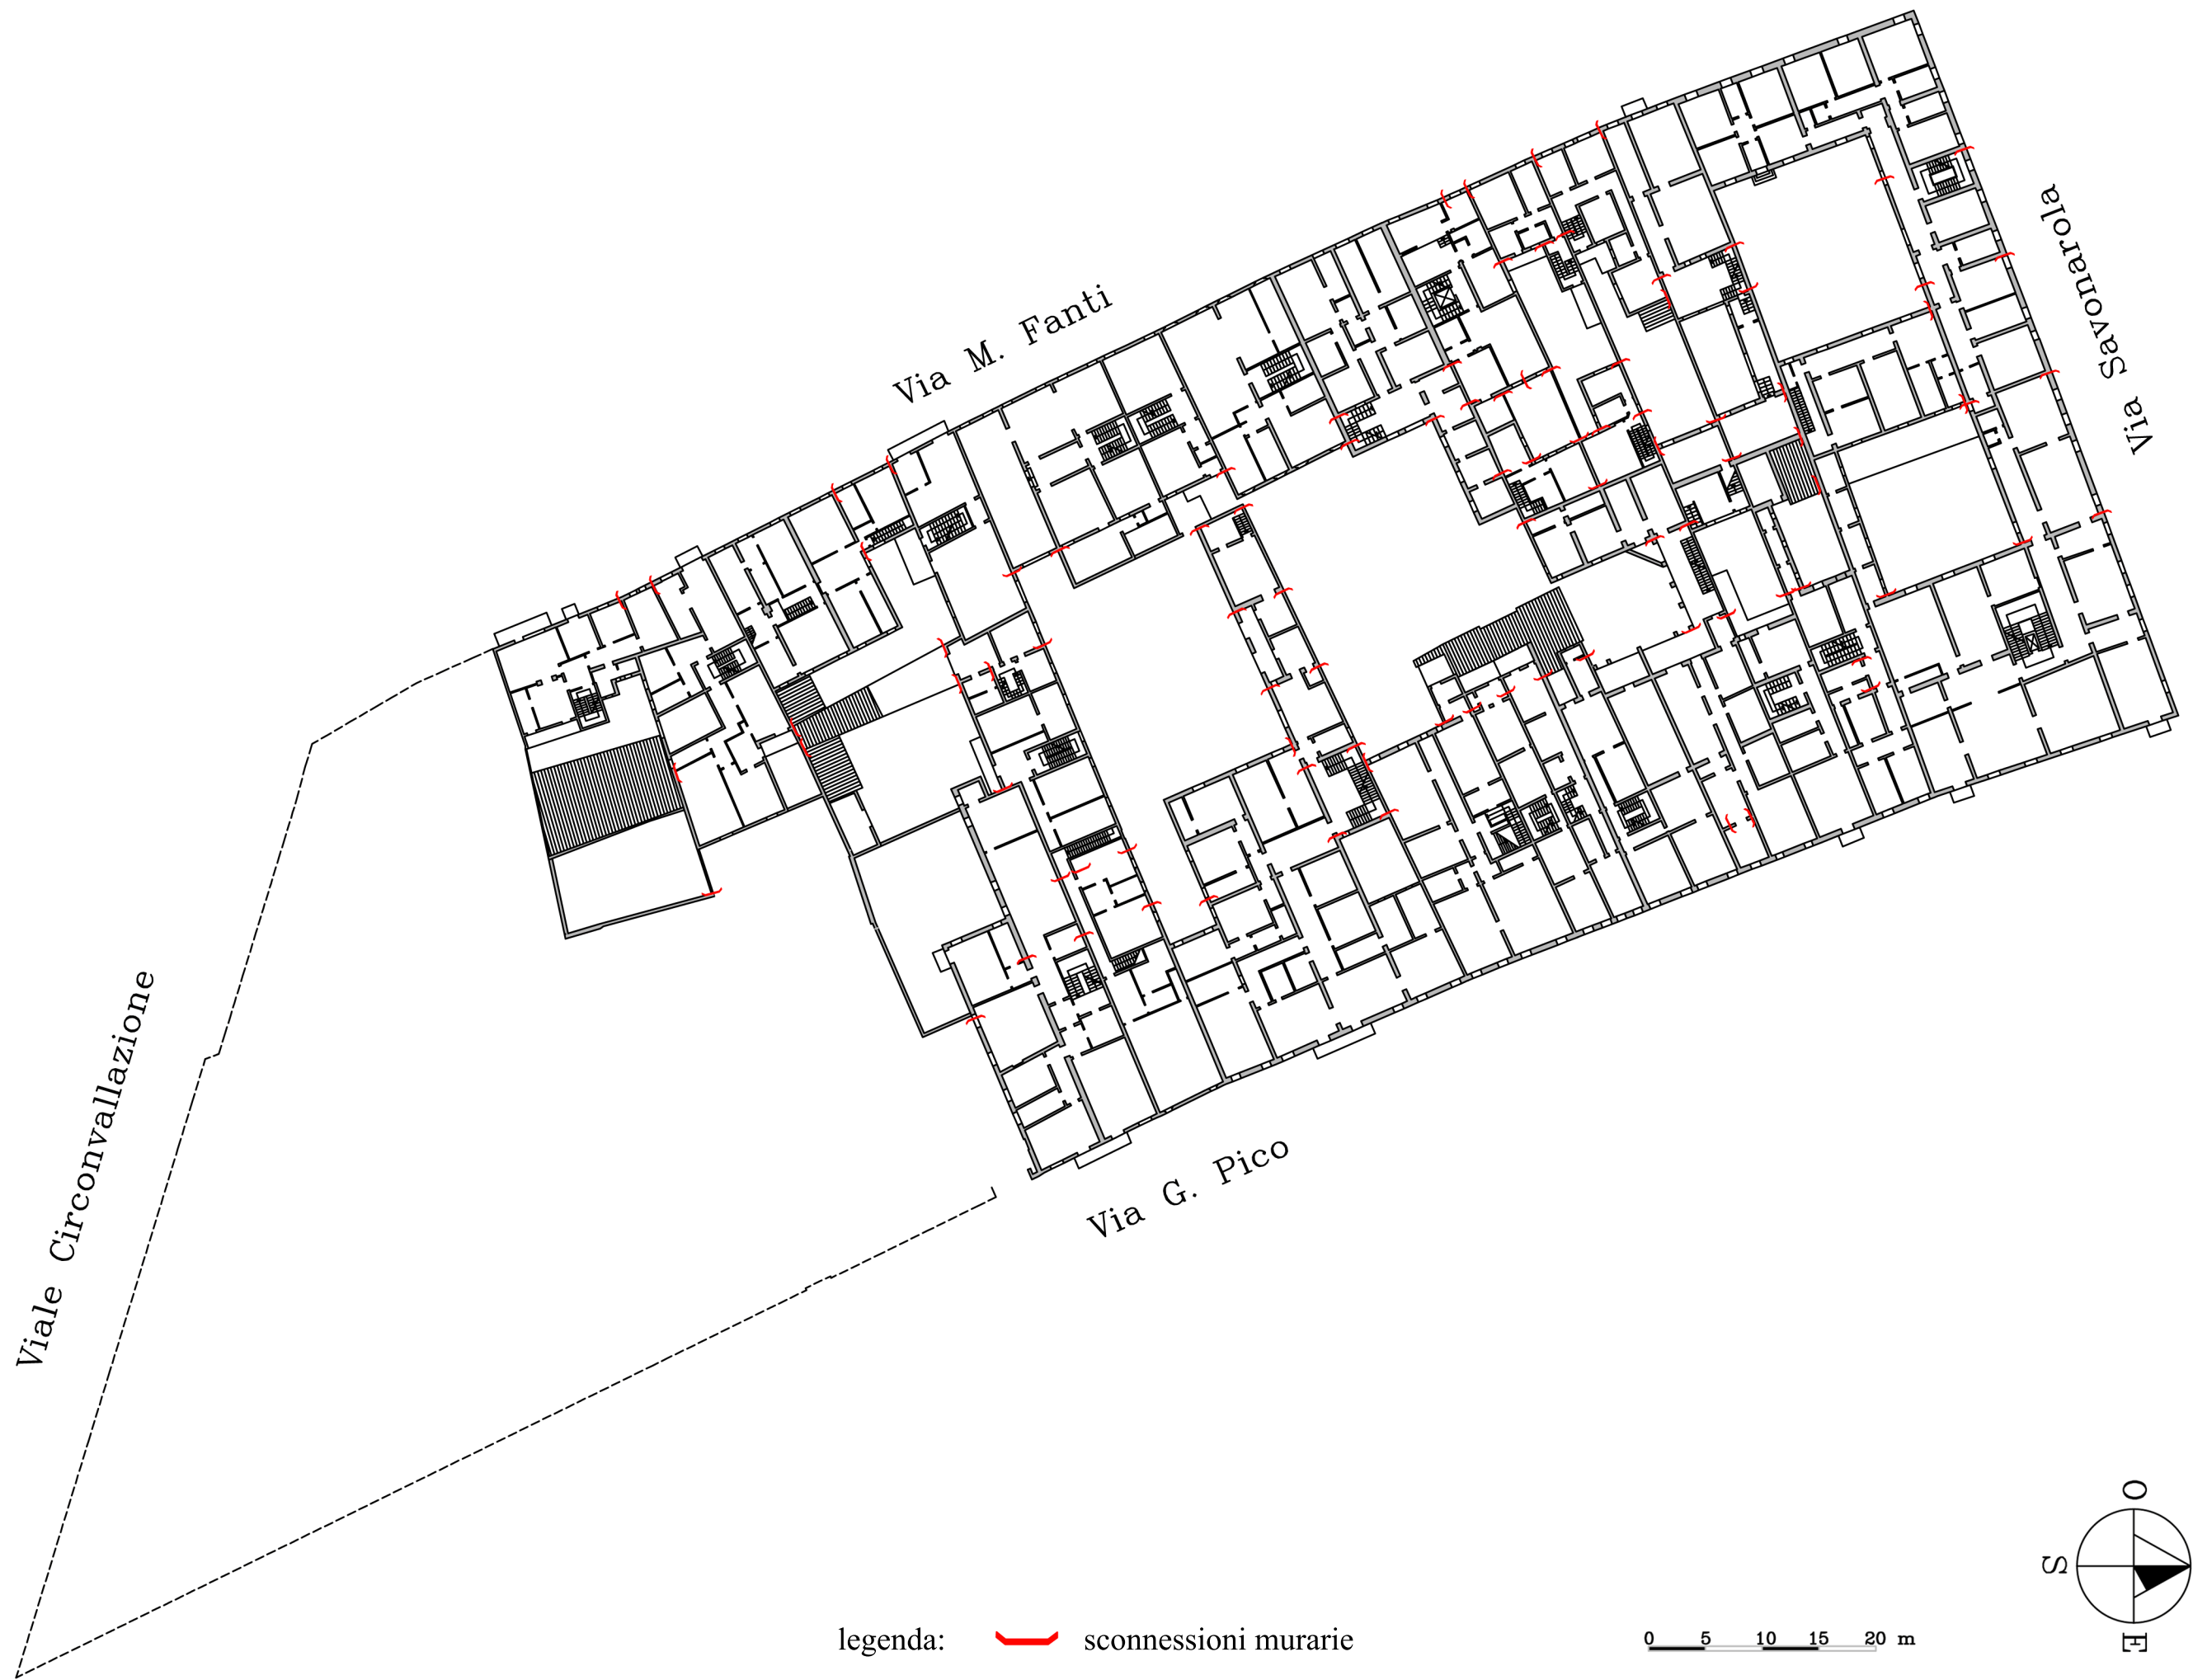 Via M. Fanti
Via Savonarola
Viale Circonvallazione
Via G. Pico
O
S
E
legenda: sconnessioni murarie
0 5 10 15 20 m